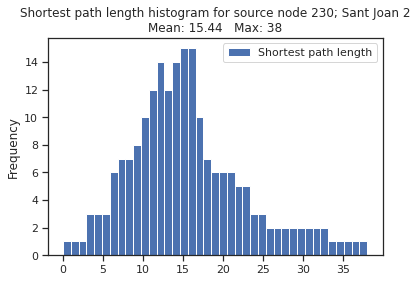 Shortest path length histogram for source node 230; Sant Joan 2
Mean: 15.44 Max: 38
Shortest path length
Frequency
14
12
10
8
6
4
2
0
0 5 10 15 20 25 30 35